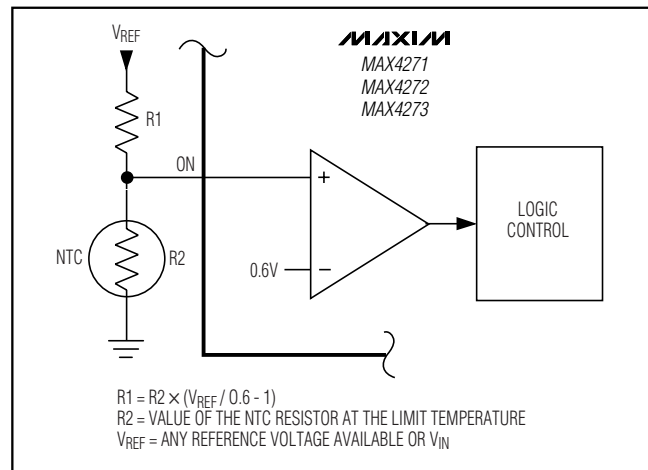 VREF
MAXIM
MAX4271
MAX4272
MAX4273
R1
ON
+
LOGIC
CONTROL
NTC
R2
0.6V
−
R1 = R2 × (VREF / 0.6 - 1)
R2 = VALUE OF THE NTC RESISTOR AT THE LIMIT TEMPERATURE
VREF = ANY REFERENCE VOLTAGE AVAILABLE OR VIN